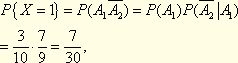 P{X = 1} = P(A₁A̅₂) = P(A₁)P(A̅₂|A₁)
= 3/10 · 7/9 = 7/30,